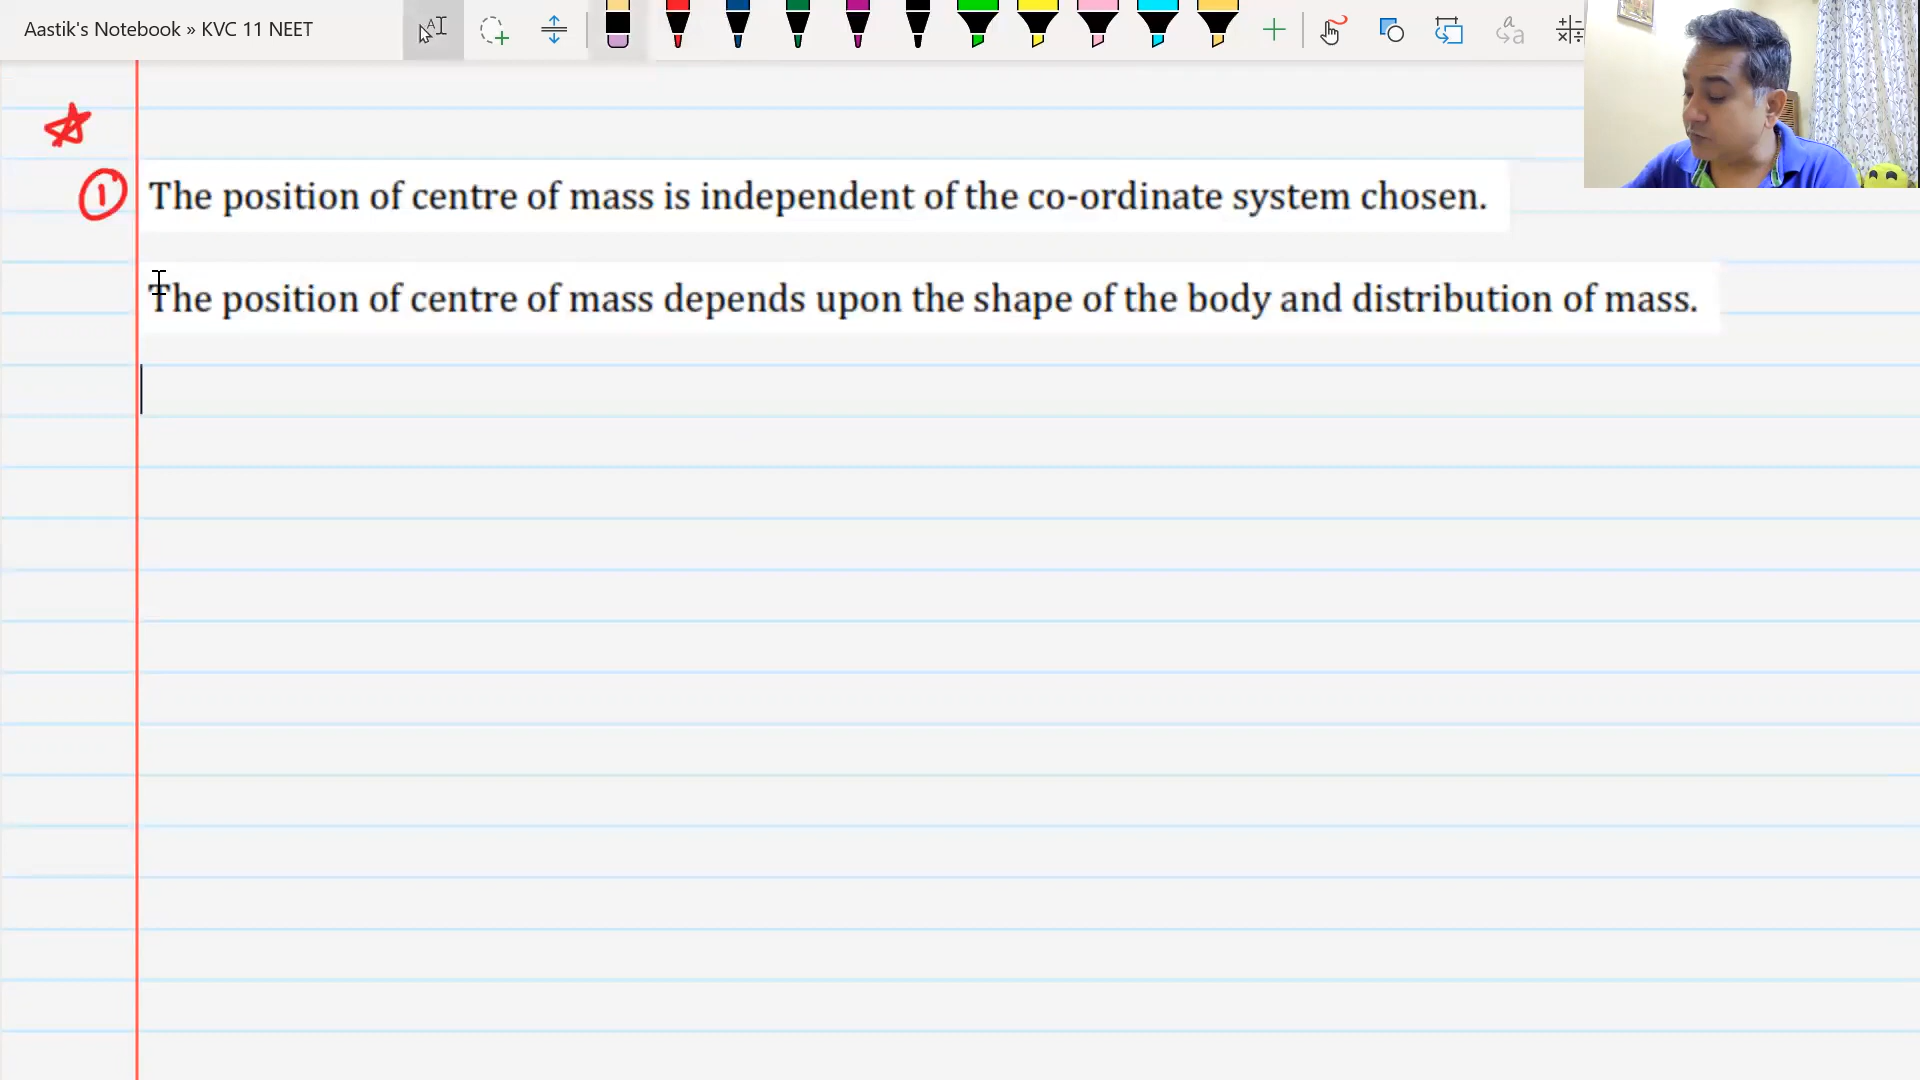 Aastik's Notebook » KVC 11 NEET
① The position of centre of mass is independent of the co-ordinate system chosen.
The position of centre of mass depends upon the shape of the body and distribution of mass.